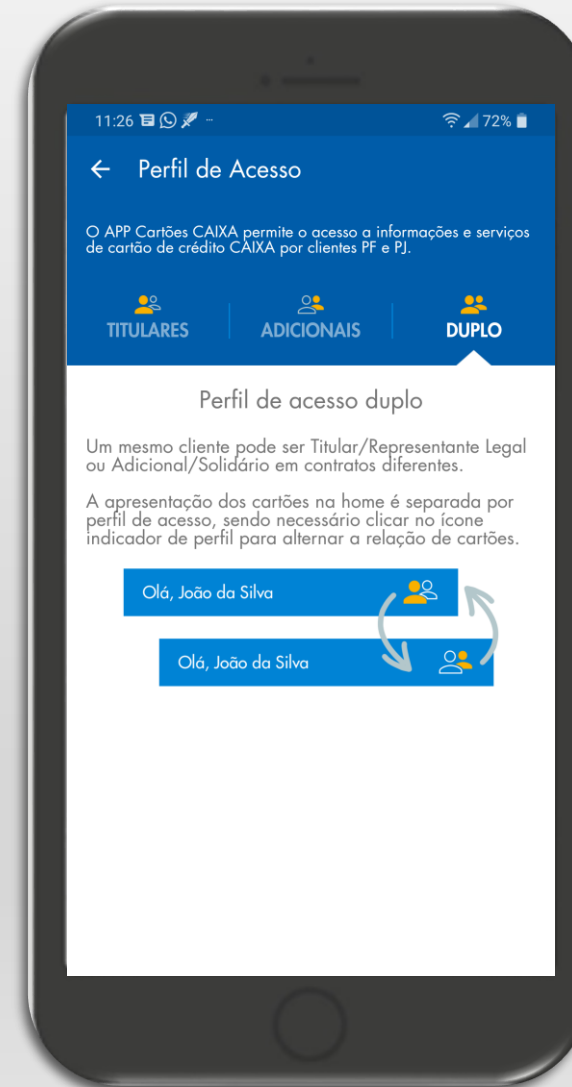 11:26
72%
Perfil de Acesso
O APP Cartões CAIXA permite o acesso a informações e serviços
de cartão de crédito CAIXA por clientes PF e PJ.
TITULARES
ADICIONAIS
DUPLO
Perfil de acesso duplo
Um mesmo cliente pode ser Titular/Representante Legal
ou Adicional/Solidário em contratos diferentes.
A apresentação dos cartões na home é separada por
perfil de acesso, sendo necessário clicar no ícone
indicador de perfil para alternar a relação de cartões.
Olá, João da Silva
Olá, João da Silva